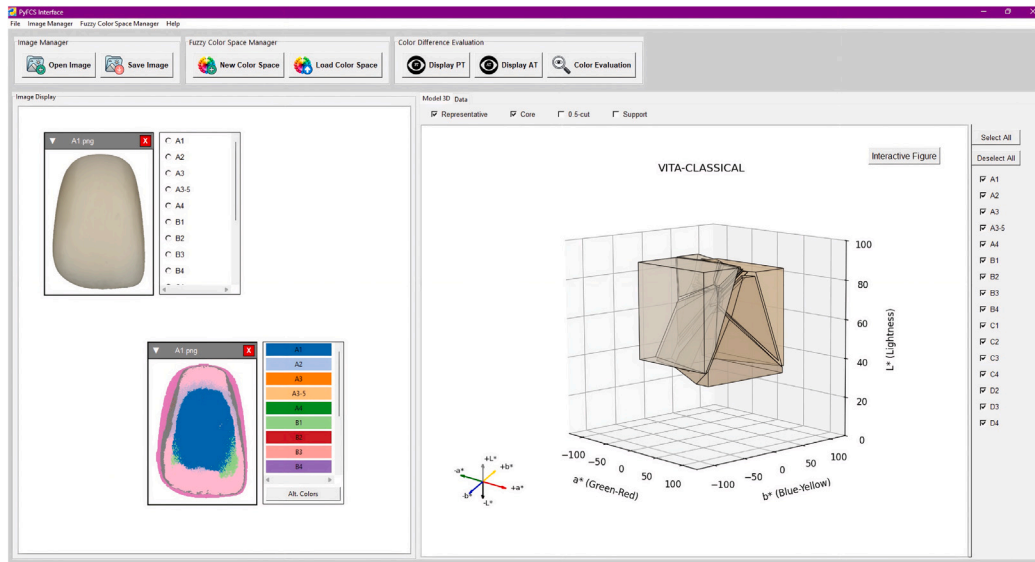 PyFCS Interface
File Image Manager Fuzzy Color Space Manager Help
Image Manager
Open Image
Save Image
Fuzzy Color Space Manager
New Color Space
Load Color Space
Color Difference Evaluation
Display PT
Display AT
Color Evaluation
Image Display
A1.png
X
A1
A2
A3
A3-5
A4
B1
B2
B3
B4
A1.png
X
A1
A2
A3
A3-5
A4
B1
B2
B3
B4
Alt. Colors
Model 3D Data
Representative
Core
0.5-cut
Support
Interactive Figure
VITA-CLASSICAL
100
80
60
40
20
0
L* (Lightness)
-100
-50
0
50
100
a* (Green-Red)
-100
-50
0
50
100
b* (Blue-Yellow)
+L*
-a*
+b*
-b*
+a*
-L*
Select All
Deselect All
A1
A2
A3
A3-5
A4
B1
B2
B3
B4
C1
C2
C3
C4
D2
D3
D4